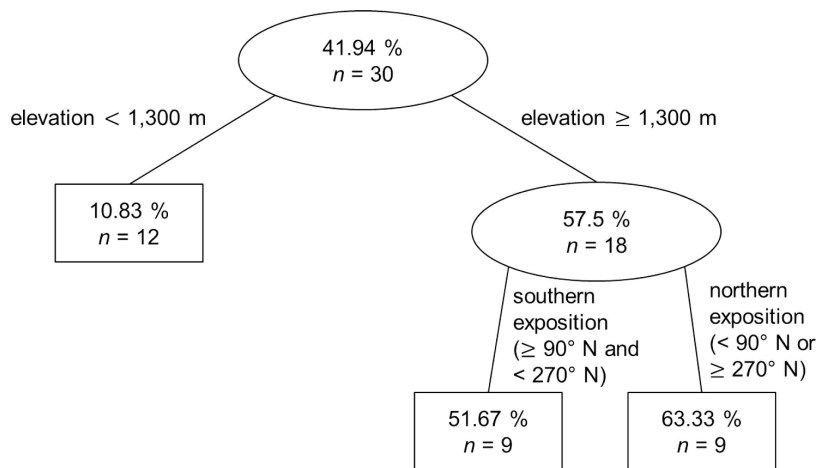 41.94 %
n = 30
elevation < 1,300 m
elevation ≥ 1,300 m
10.83 %
n = 12
57.5 %
n = 18
southern
exposition
(≥ 90° N and
< 270° N)
northern
exposition
(< 90° N or
≥ 270° N)
51.67 %
n = 9
63.33 %
n = 9